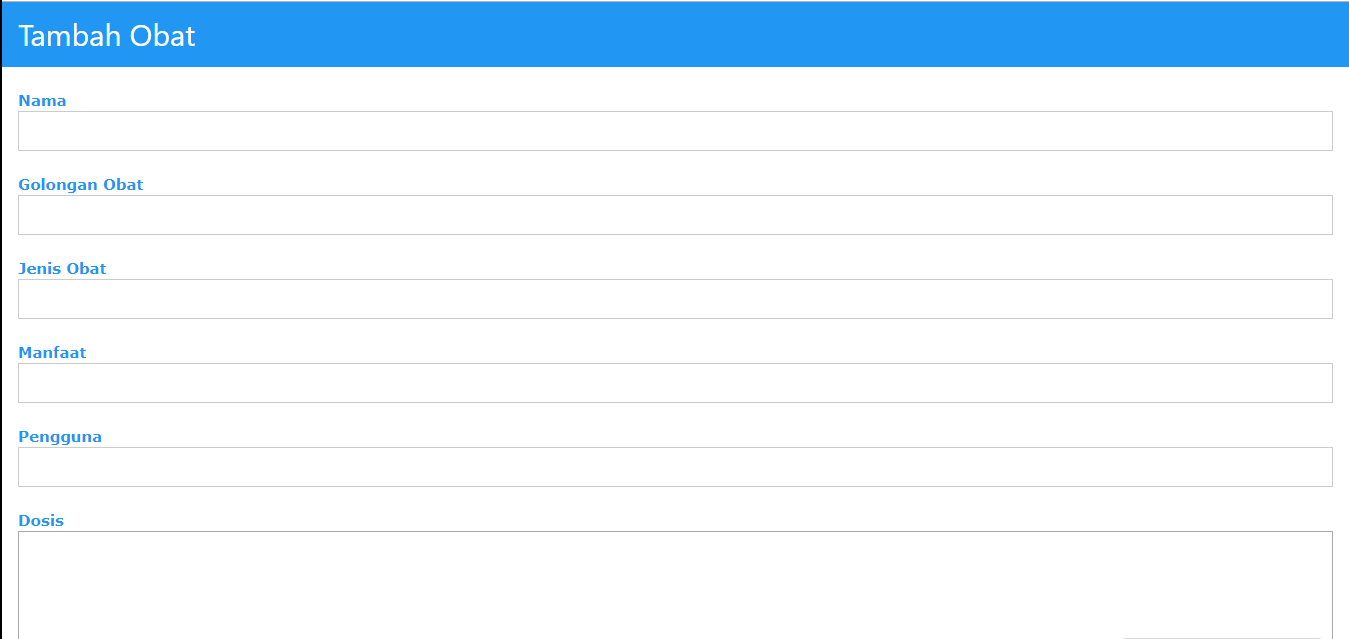 Tambah Obat
Nama
Golongan Obat
Jenis Obat
Manfaat
Pengguna
Dosis